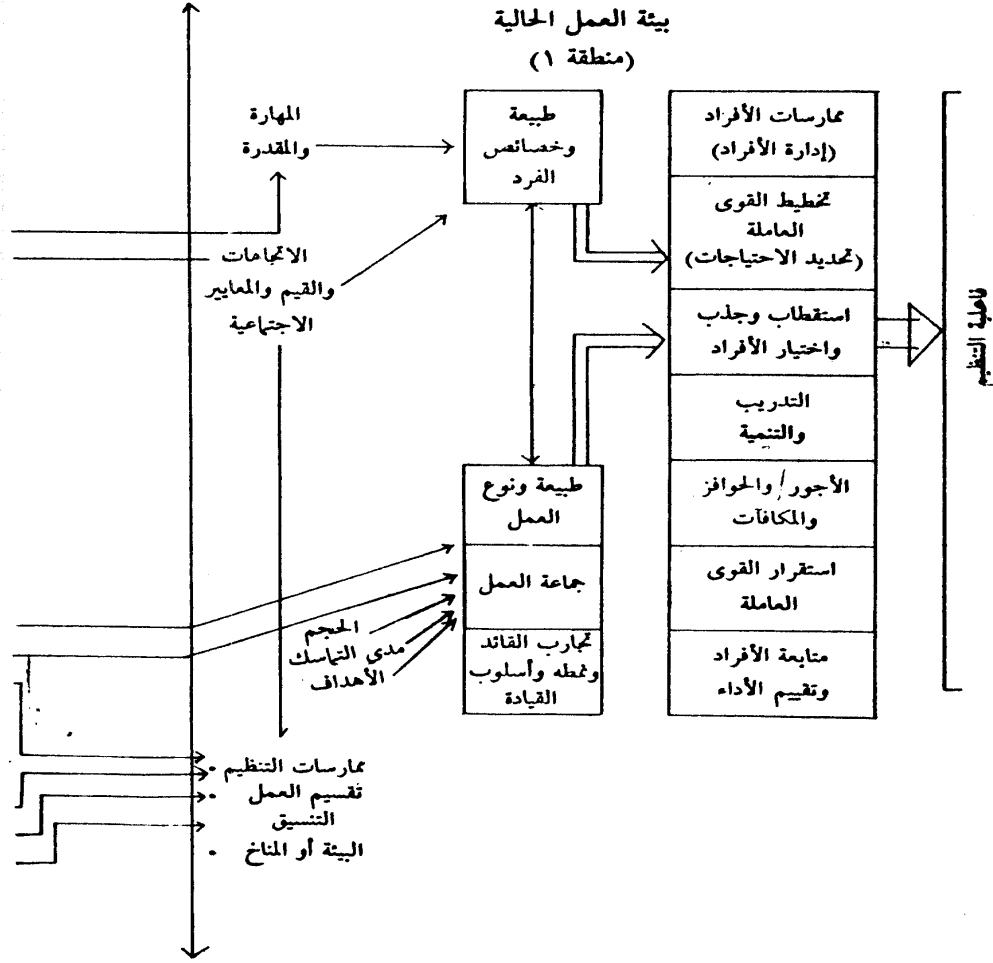 بيئة العمل الحالية
(منطقة ١)
ممارسات الأفراد
(إدارة الأفراد)
تخطيط القوى
العاملة
(تحديد الاحتياجات)
استقطاب وجذب
واختيار الأفراد
التدريب
والتنمية
الأجور/والحوافز
والمكافآت
استقرار القوى
العاملة
متابعة الأفراد
وتقييم الأداء
فاعلية التنظيم
طبيعة
وخصائص
الفرد
طبيعة ونوع
العمل
جماعة العمل
تجارب القائد
ونمطه وأسلوب
القيادة
المهارة
والمقدرة
الاتجاهات
والقيم والمعايير
الاجتماعية
الحجم
مدى التماسك
الأهداف
ممارسات التنظيم
تقسيم العمل
التنسيق
البيئة أو المناخ